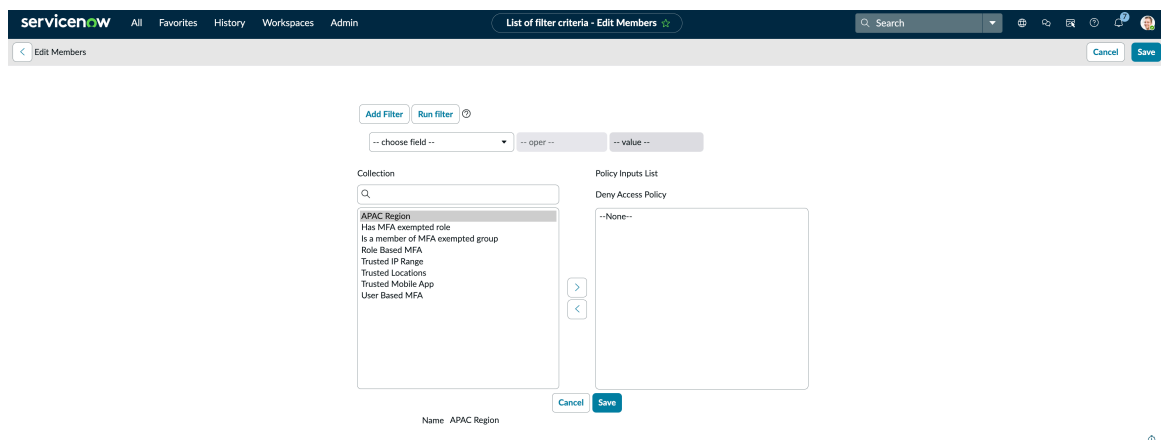 servicenow All Favorites History Workspaces Admin List of filter criteria - Edit Members Search 7
Edit Members Cancel Save
Add Filter Run filter
-- choose field -- -- oper -- -- value --
Collection Policy Inputs List
Deny Access Policy
APAC Region --None--
Has MFA exempted role
Is a member of MFA exempted group
Role Based MFA
Trusted IP Range
Trusted Locations
Trusted Mobile App
User Based MFA
Cancel Save
Name APAC Region